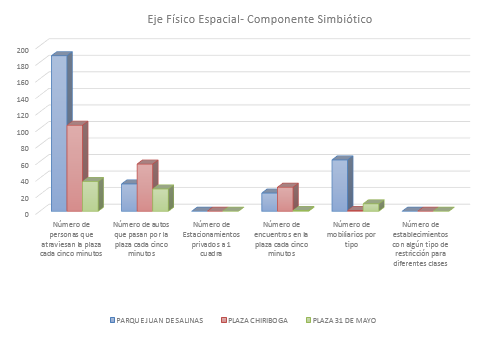 Eje Físico Espacial- Componente Simbiótico
200
180
160
140
120
100
80
60
40
20
0
Número de
personas que
atraviesan la plaza
cada cinco minutos
Número de autos
que pasan por la
plaza cada cinco
minutos
Número de
Estacionamientos
privados a 1
cuadra
Número de
encuentros en la
plaza cada cinco
minutos
Número de
mobiliarios por
tipo
Número de
establecimientos
con algún tipo de
restricción para
diferentes clases
PARQUE JUAN DE SALINAS
PLAZA CHIRIBOGA
PLAZA 31 DE MAYO